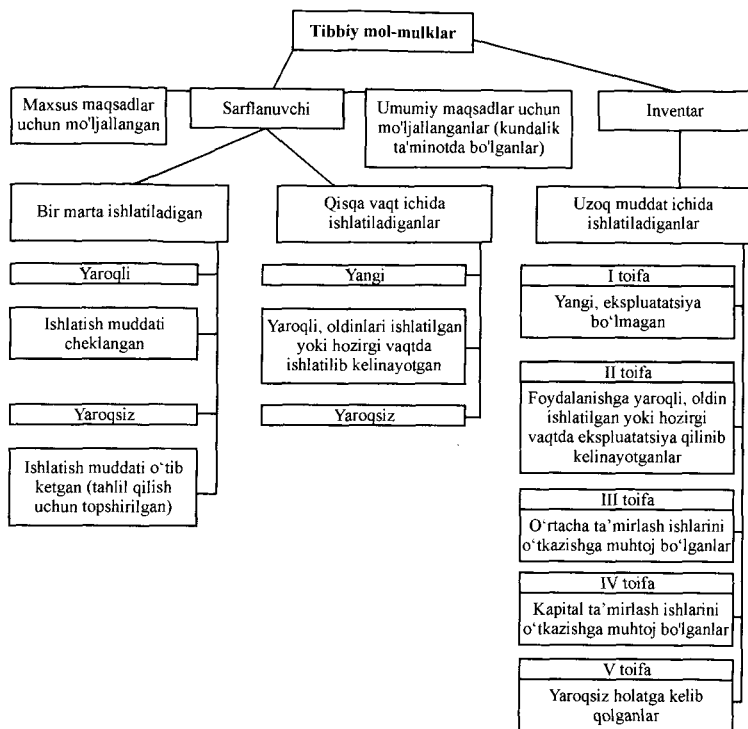 Tibbiy mol-mulklar
Maxsus maqsadlar
uchun mo'ljallangan
Sarflanuvchi
Umumiy maqsadlar uchun
mo'ljallanganlar (kundalik
ta'minotda bo'lganlar)
Inventar
Bir marta ishlatiladigan
Yaroqli
Ishlatish muddati
cheklangan
Yaroqsiz
Ishlatish muddati o‘tib
ketgan (tahlil qilish
uchun topshirilgan)
Qisqa vaqt ichida
ishlatiladiganlar
Yangi
Yaroqli, oldinlari ishlatilgan
yoki hozirgi vaqtda
ishlatilib kelinayotgan
Yaroqsiz
Uzoq muddat ichida
ishlatiladiganlar
I toifa
Yangi, ekspluatatsiya
bo‘lmagan
II toifa
Foydalanishga yaroqli, oldin
ishlatilgan yoki hozirgi
vaqtda ekspluatatsiya qilinib
kelinayotganlar
III toifa
O‘rtacha ta’mirlash ishlarini
o‘tkazishga muhtoj bo‘lganlar
IV toifa
Kapital ta’mirlash ishlarini
o‘tkazishga muhtoj bo'lganlar
V toifa
Yaroqsiz holatga kelib
qolganlar